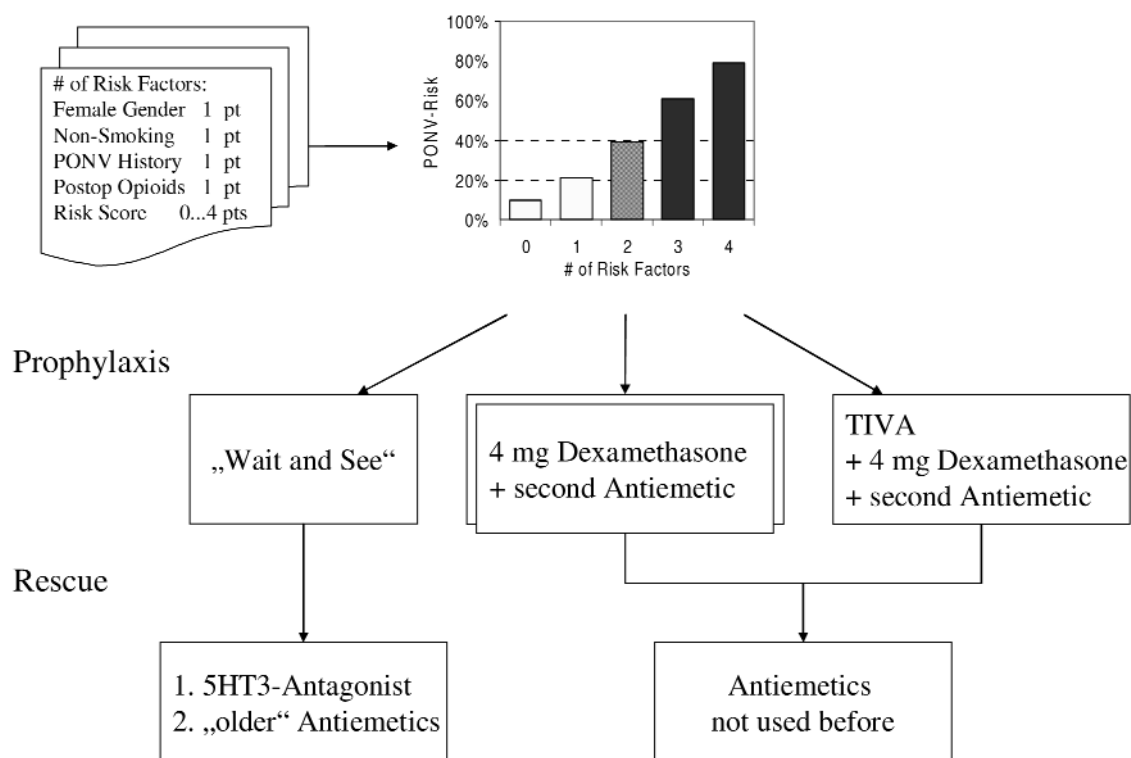 # of Risk Factors:
Female Gender 1 pt
Non-Smoking 1 pt
PONV History 1 pt
Postop Opioids 1 pt
Risk Score 0...4 pts
PONV-Risk
100%
80%
60%
40%
20%
0%
0 1 2 3 4
# of Risk Factors
Prophylaxis
„Wait and See“
4 mg Dexamethasone
+ second Antiemetic
TIVA
+ 4 mg Dexamethasone
+ second Antiemetic
Rescue
1. 5HT3-Antagonist
2. „older“ Antiemetics
Antiemetics
not used before